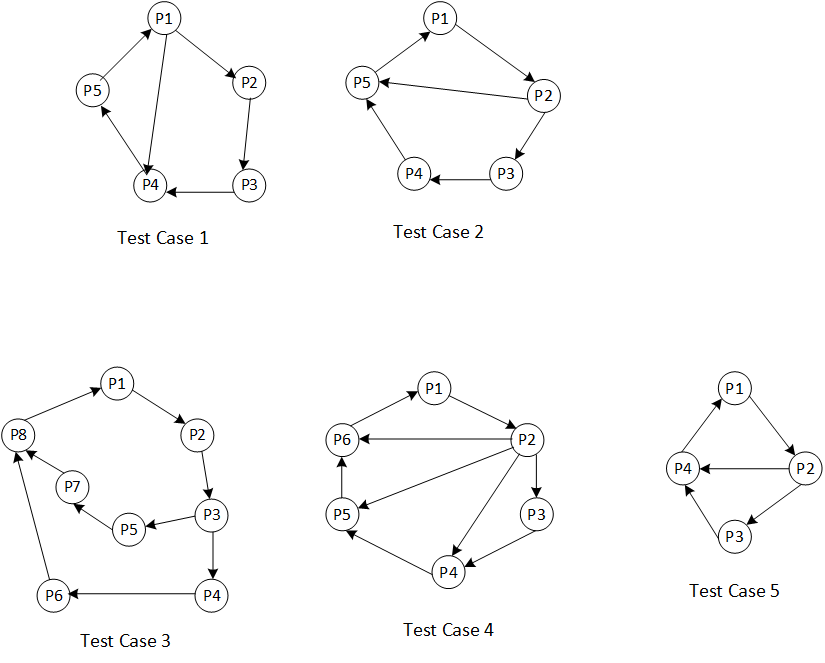 P1
P5
P2
P4
P3
Test Case 1
P1
P5
P2
P4
P3
Test Case 2
P1
P8
P2
P7
P5
P3
P6
P4
Test Case 3
P1
P6
P2
P5
P3
P4
Test Case 4
P1
P4
P2
P3
Test Case 5